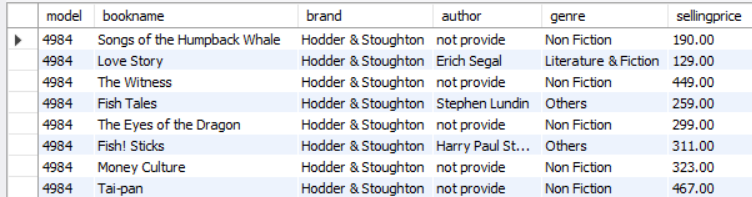 model bookname brand author genre sellingprice
4984 Songs of the Humpback Whale Hodder & Stoughton not provide Non Fiction 190.00
4984 Love Story Hodder & Stoughton Erich Segal Literature & Fiction 129.00
4984 The Witness Hodder & Stoughton not provide Non Fiction 449.00
4984 Fish Tales Hodder & Stoughton Stephen Lundin Others 259.00
4984 The Eyes of the Dragon Hodder & Stoughton not provide Non Fiction 299.00
4984 Fish! Sticks Hodder & Stoughton Harry Paul St... Others 311.00
4984 Money Culture Hodder & Stoughton not provide Non Fiction 323.00
4984 Tai-pan Hodder & Stoughton not provide Non Fiction 467.00